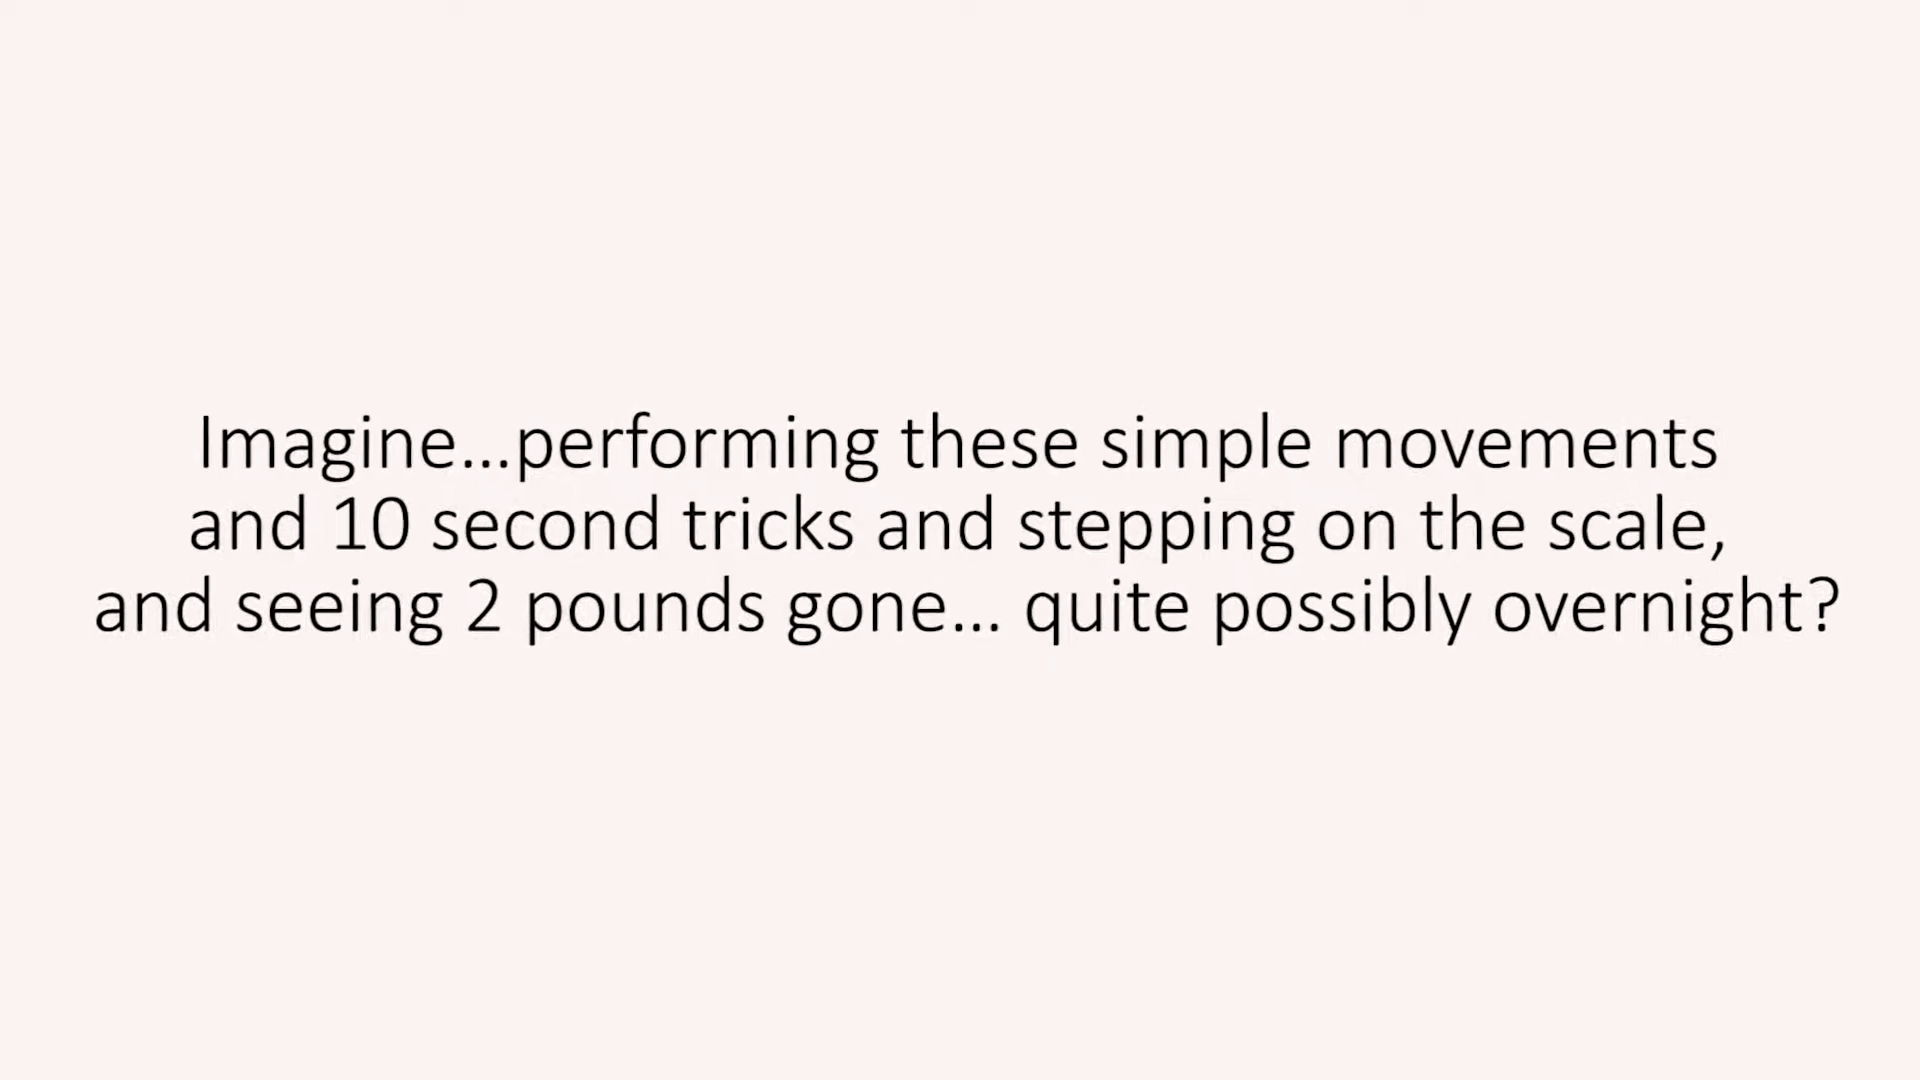 Imagine...performing these simple movements
and 10 second tricks and stepping on the scale,
and seeing 2 pounds gone... quite possibly overnight?